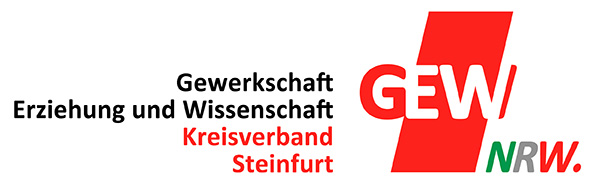 Gewerkschaft
Erziehung und Wissenschaft
Kreisverband
Steinfurt
GEW
NRW.